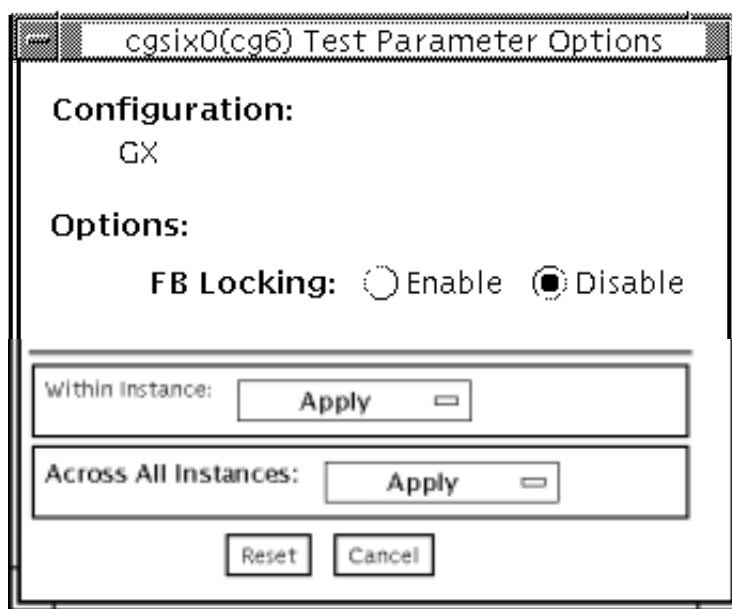 cgsix0(cg6) Test Parameter Options
Configuration:
GX
Options:
FB Locking: Enable Disable
Within Instance: Apply
Across All Instances: Apply
Reset Cancel